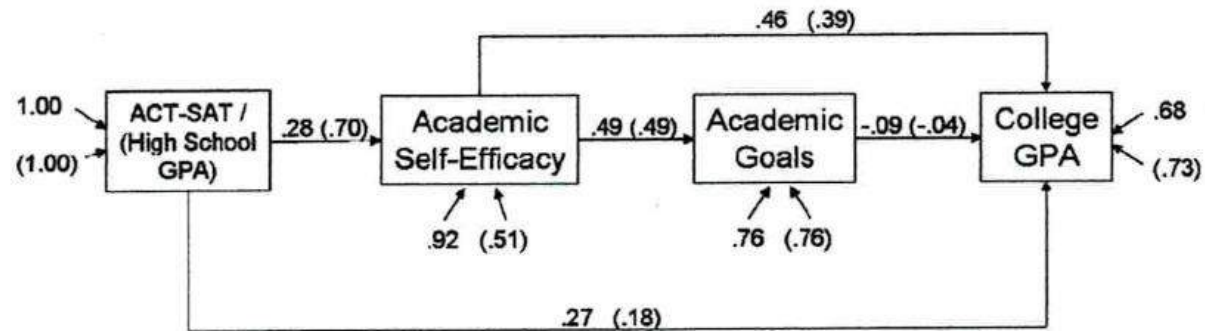 .46 (.39)
1.00
(1.00)
ACT-SAT /
(High School
GPA)
.28 (.70)
Academic
Self-Efficacy
.49 (.49)
Academic
Goals
-.09 (-.04)
College
GPA
.68
(.73)
.92 (.51)
.76 (.76)
.27 (.18)